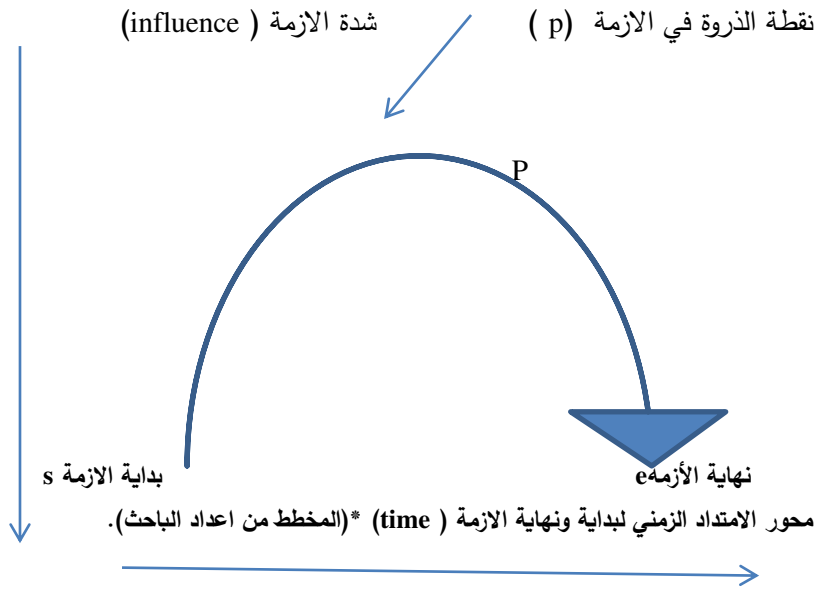 نقطة الذروة في الازمة (p )
شدة الازمة ( influence)
P
بداية الازمة s
نهاية الأزمهe
محور الامتداد الزمني لبداية ونهاية الازمة ( time) *(المخطط من اعداد الباحث).